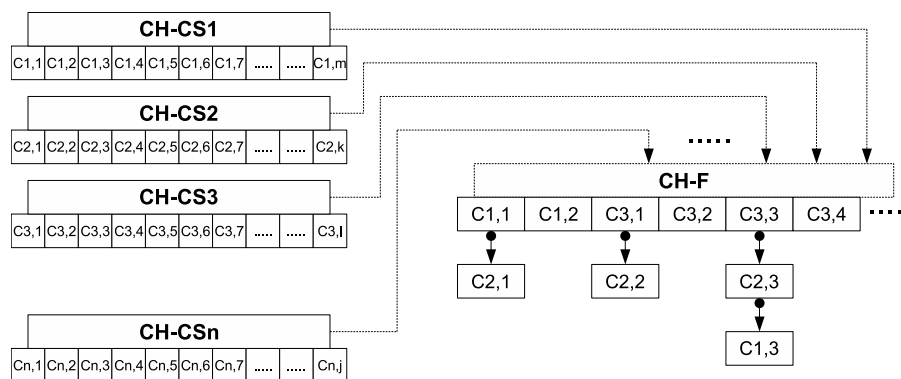 CH-CS1
C1,1 C1,2 C1,3 C1,4 C1,5 C1,6 C1,7 ..... ..... C1,m
CH-CS2
C2,1 C2,2 C2,3 C2,4 C2,5 C2,6 C2,7 ..... ..... C2,k
CH-CS3
C3,1 C3,2 C3,3 C3,4 C3,5 C3,6 C3,7 ..... ..... C3,l
CH-CSn
Cn,1 Cn,2 Cn,3 Cn,4 Cn,5 Cn,6 Cn,7 ..... ..... Cn,j
.....
CH-F
C1,1 C1,2 C3,1 C3,2 C3,3 C3,4 .....
C2,1 C2,2 C2,3
C1,3